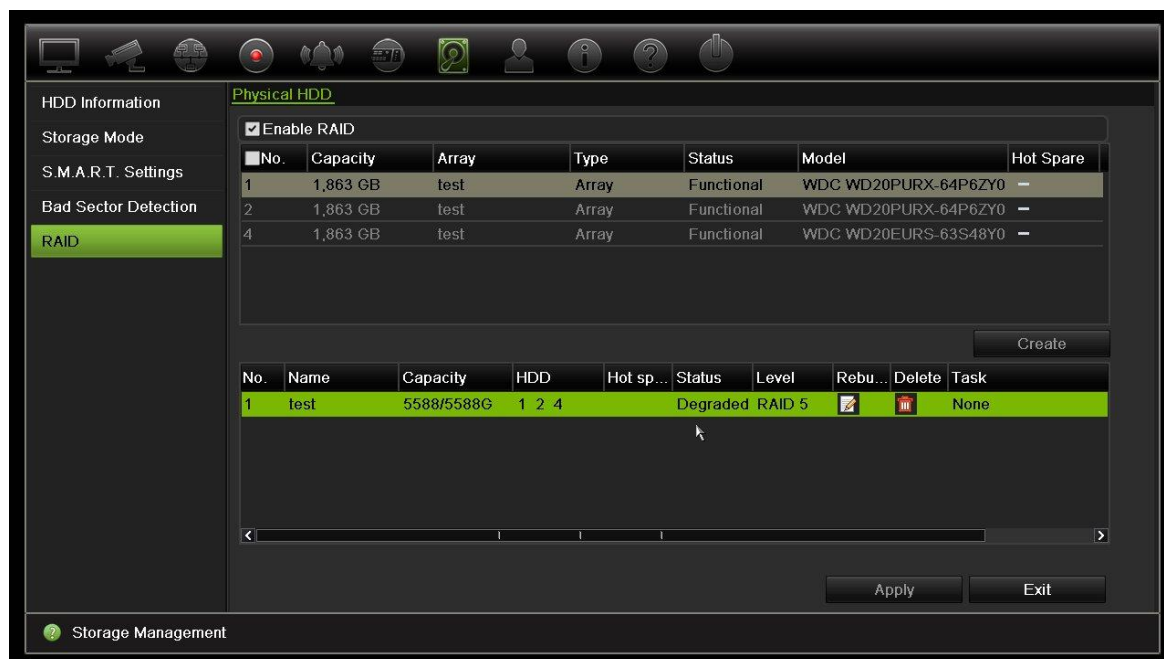 HDD Information
Storage Mode
S.M.A.R.T. Settings
Bad Sector Detection
RAID
Physical HDD
Enable RAID
No. Capacity Array Type Status Model Hot Spare
1 1,863 GB test Array Functional WDC WD20PURX-64P6ZY0 –
2 1,863 GB test Array Functional WDC WD20PURX-64P6ZY0 –
4 1,863 GB test Array Functional WDC WD20EURS-63S48Y0 –
Create
No. Name Capacity HDD Hot sp... Status Level Rebu... Delete Task
1 test 5588/5588G 1 2 4 Degraded RAID 5 None
Apply Exit
? Storage Management